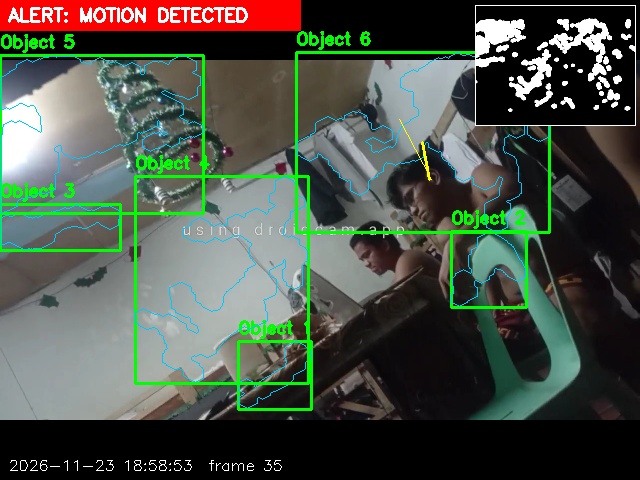 ALERT: MOTION DETECTED
Object 5
Object 6
Object 4
Object 3
Object 2
using droidcam.app
Object 1
2026-11-23 18:58:53 frame 35